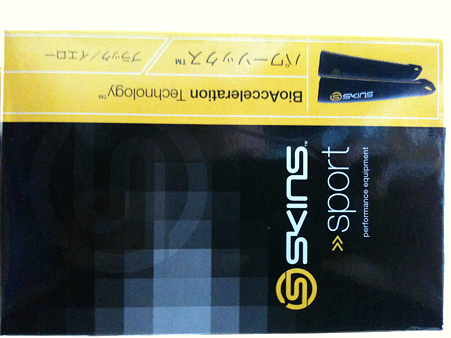 BioAcceleration Technology™
パワーソックス™
ブラック/イエロー
SKINS
SKINS™
»sport
performance equipment